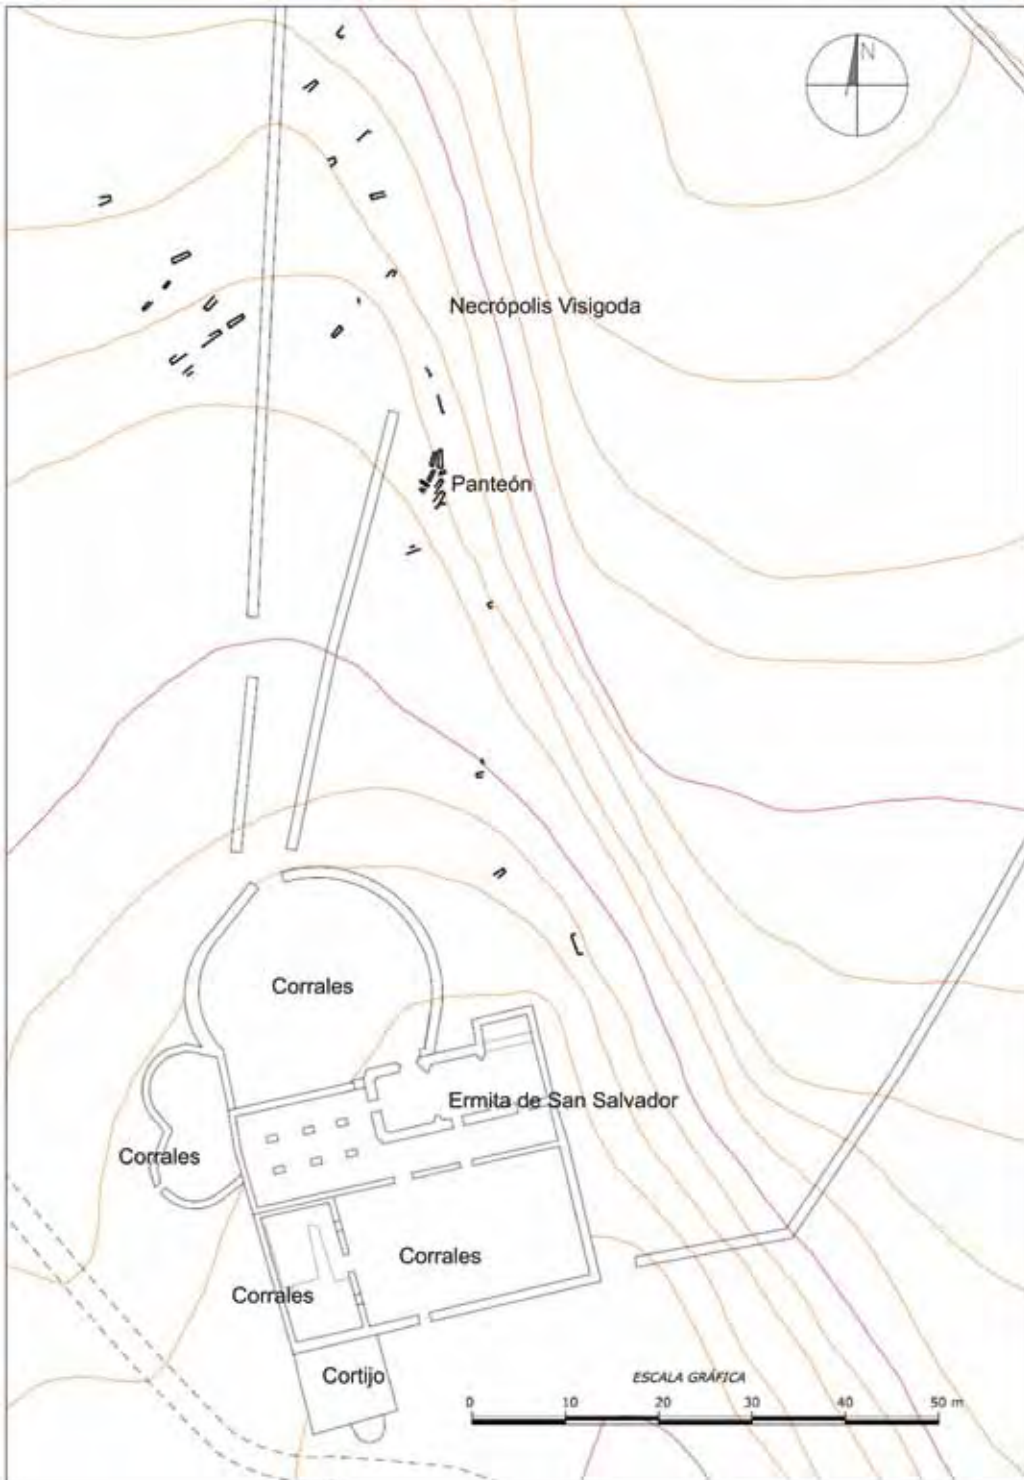 N
Necrópolis Visigoda
Panteón
Corrales
Ermita de San Salvador
Corrales
Corrales
Corrales
Cortijo
ESCALA GRÁFICA
0 10 20 30 40 50 m